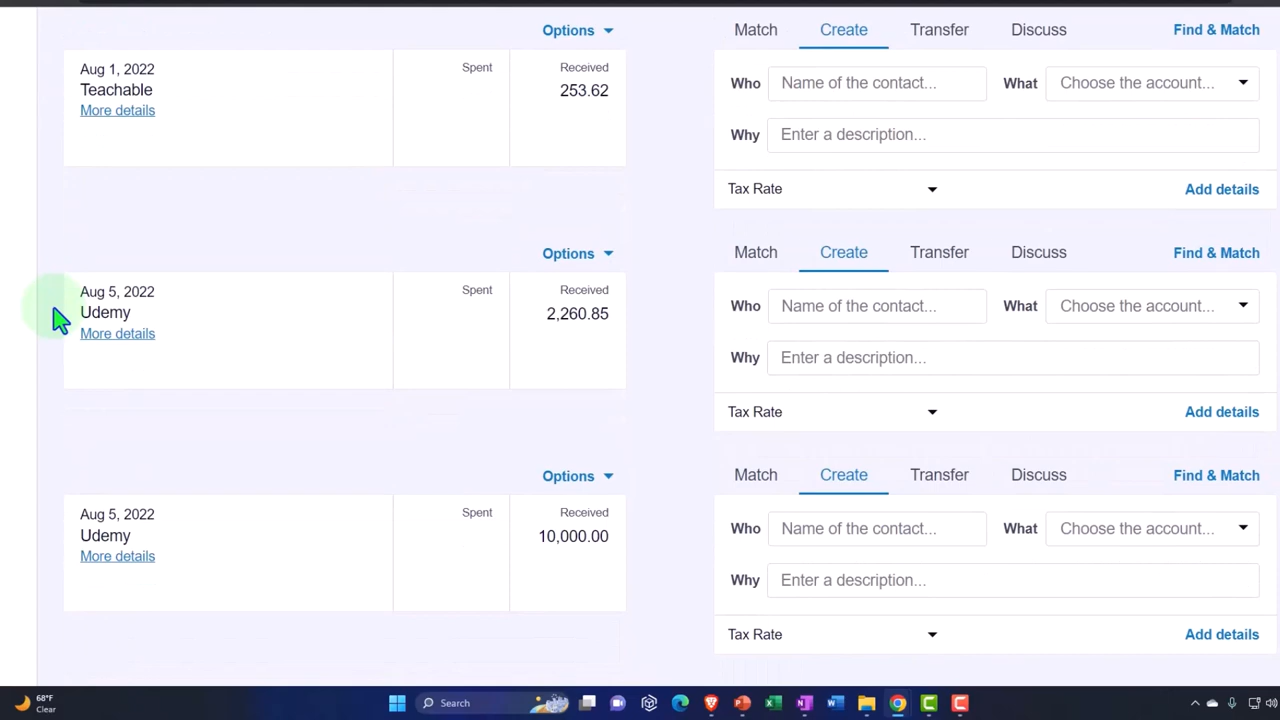 Options
Match Create Transfer Discuss Find & Match
Aug 1, 2022 Spent Received
Teachable 253.62
More details
Who Name of the contact... What Choose the account...
Why Enter a description...
Tax Rate Add details
Options
Match Create Transfer Discuss Find & Match
Aug 5, 2022 Spent Received
Udemy 2,260.85
More details
Who Name of the contact... What Choose the account...
Why Enter a description...
Tax Rate Add details
Options
Match Create Transfer Discuss Find & Match
Aug 5, 2022 Spent Received
Udemy 10,000.00
More details
Who Name of the contact... What Choose the account...
Why Enter a description...
Tax Rate Add details
68°F
Clear
Search